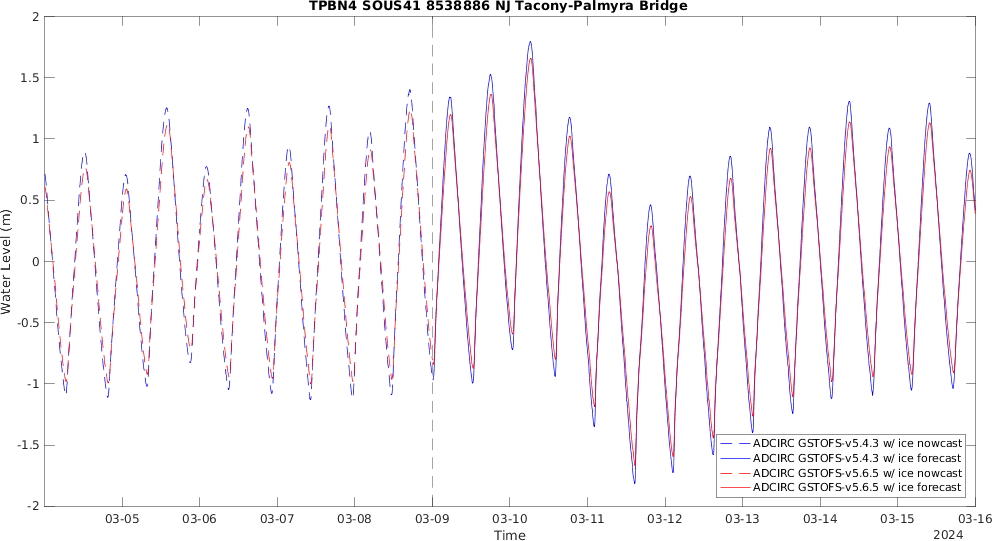 TPBN4 SOUS41 8538886 NJ Tacony-Palmyra Bridge
2
1.5
1
0.5
0
-0.5
-1
-1.5
-2
Water Level (m)
ADCIRC GSTOFS-v5.4.3 w/ ice nowcast
ADCIRC GSTOFS-v5.4.3 w/ ice forecast
ADCIRC GSTOFS-v5.6.5 w/ ice nowcast
ADCIRC GSTOFS-v5.6.5 w/ ice forecast
03-05 03-06 03-07 03-08 03-09 03-10 03-11 03-12 03-13 03-14 03-15 03-16
Time
2024